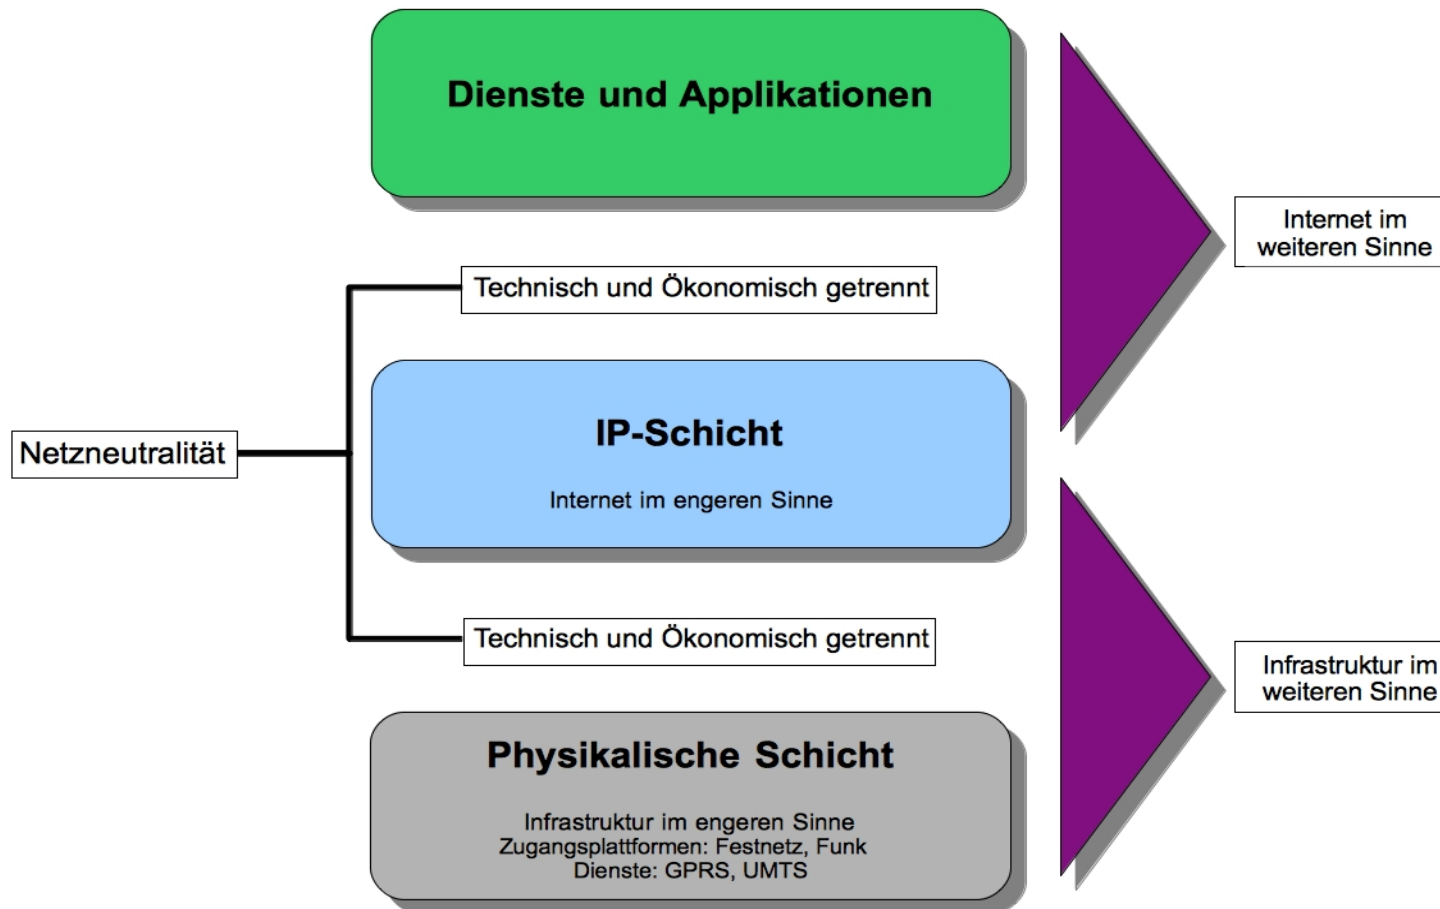 Dienste und Applikationen
Internet im
weiteren Sinne
Technisch und Ökonomisch getrennt
IP-Schicht
Netzneutralität
Internet im engeren Sinne
Technisch und Ökonomisch getrennt
Infrastruktur im
weiteren Sinne
Physikalische Schicht
Infrastruktur im engeren Sinne
Zugangsplattformen: Festnetz, Funk
Dienste: GPRS, UMTS